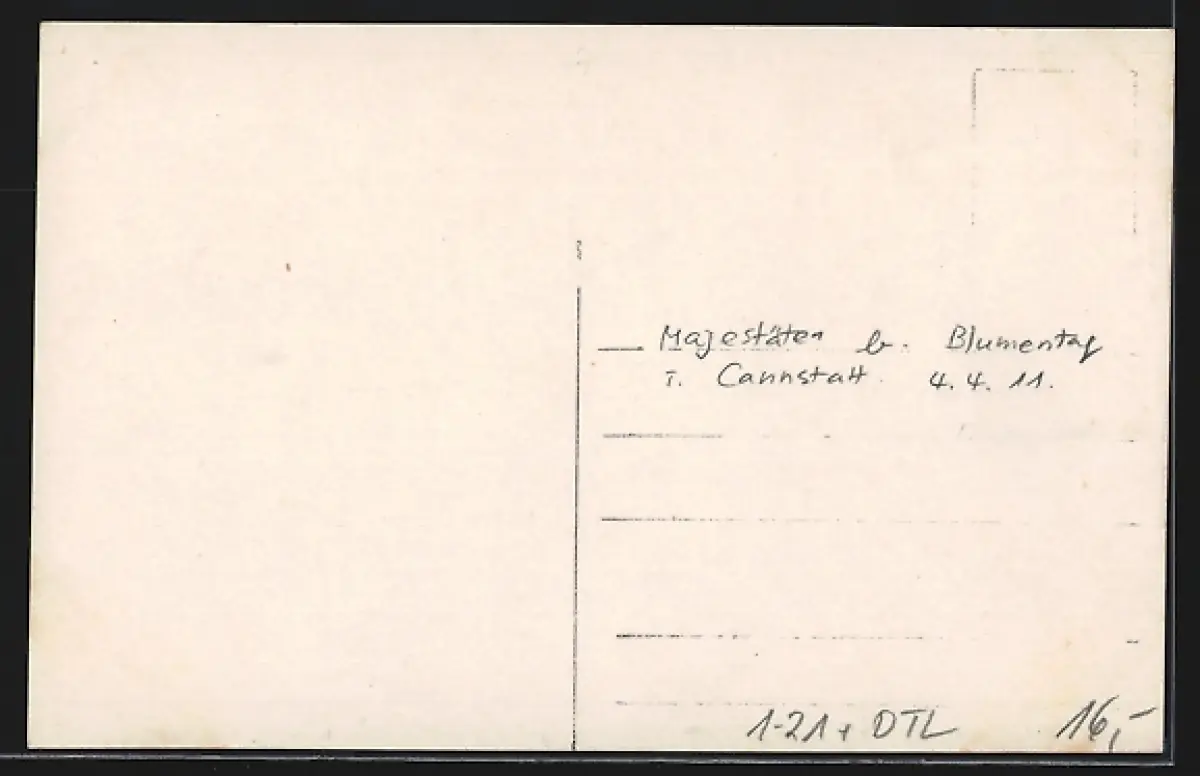 Majestäten b. Blumentag
i. Cannstatt. 4. 4. 11.
1-21+ DTL 16,-